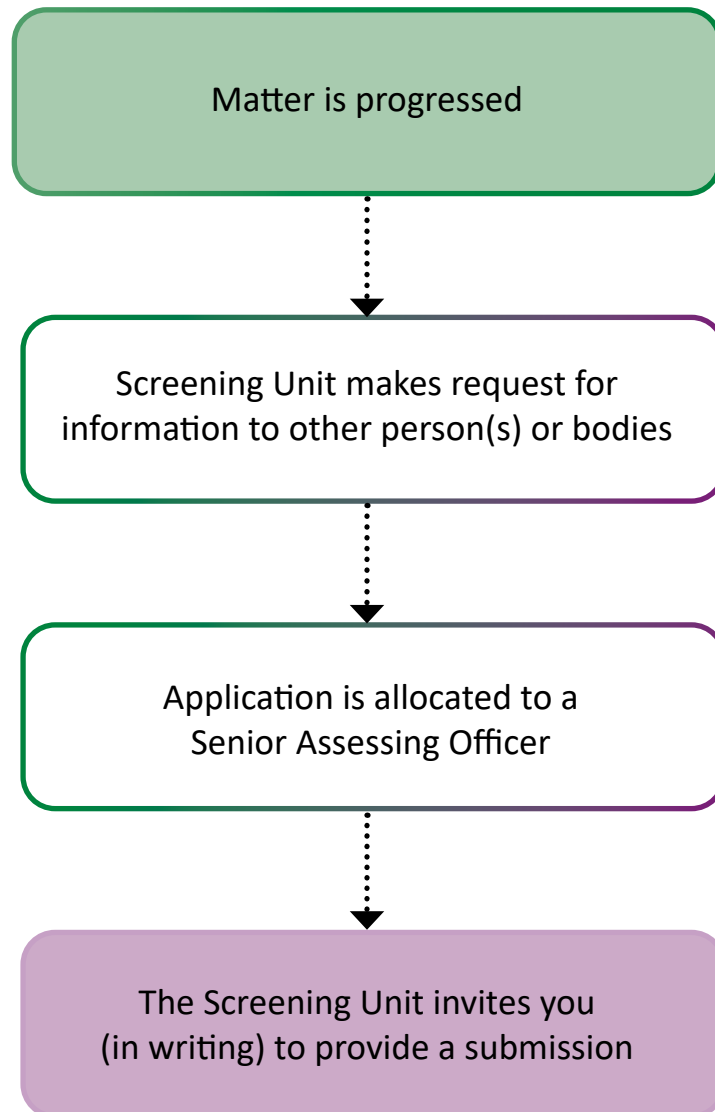 Matter is progressed
Screening Unit makes request for
information to other person(s) or bodies
Application is allocated to a
Senior Assessing Officer
The Screening Unit invites you
(in writing) to provide a submission